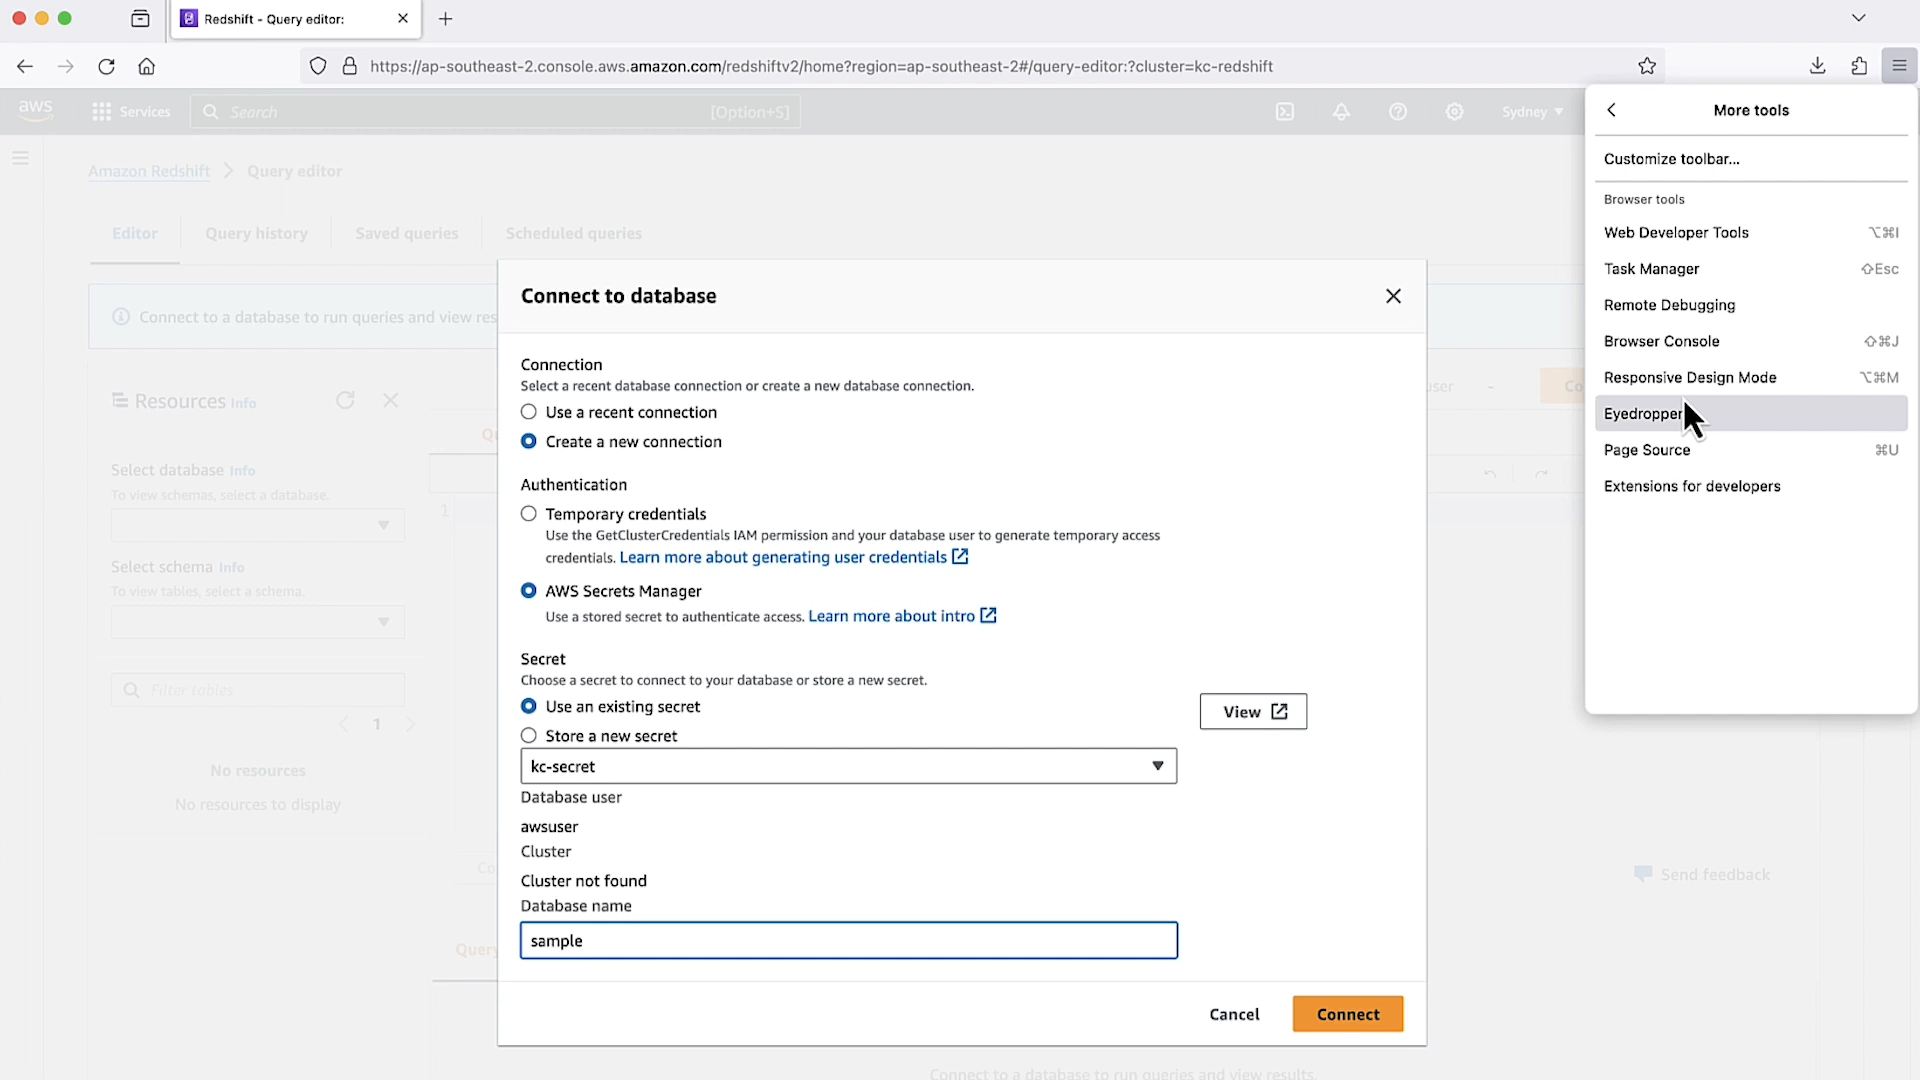 Redshift - Query editor:
https://ap-southeast-2.console.aws.amazon.com/redshiftv2/home?region=ap-southeast-2#/query-editor:?cluster=kc-redshift
aws
Services
Search
[Option+S]
Sydney
Amazon Redshift
Query editor
Editor
Query history
Saved queries
Scheduled queries
Connect to a database to run queries and view res
Resources Info
Select database Info
To view schemas, select a database.
Select schema Info
To view tables, select a schema.
Filter tables
1
No resources
No resources to display
1
Query
Connect to database
Connection
Select a recent database connection or create a new database connection.
Use a recent connection
Create a new connection
Authentication
Temporary credentials
Use the GetClusterCredentials IAM permission and your database user to generate temporary access
credentials. Learn more about generating user credentials
AWS Secrets Manager
Use a stored secret to authenticate access. Learn more about intro
Secret
Choose a secret to connect to your database or store a new secret.
Use an existing secret
Store a new secret
View
kc-secret
Database user
awsuser
Cluster
Cluster not found
Database name
sample
Cancel
Connect
More tools
Customize toolbar...
Browser tools
Web Developer Tools ⌥⌘I
Task Manager ⇧Esc
Remote Debugging
Browser Console ⇧⌘J
Responsive Design Mode ⌥⌘M
Eyedropper
Page Source ⌘U
Extensions for developers
Send feedback
Connect to a database to run queries and view results.